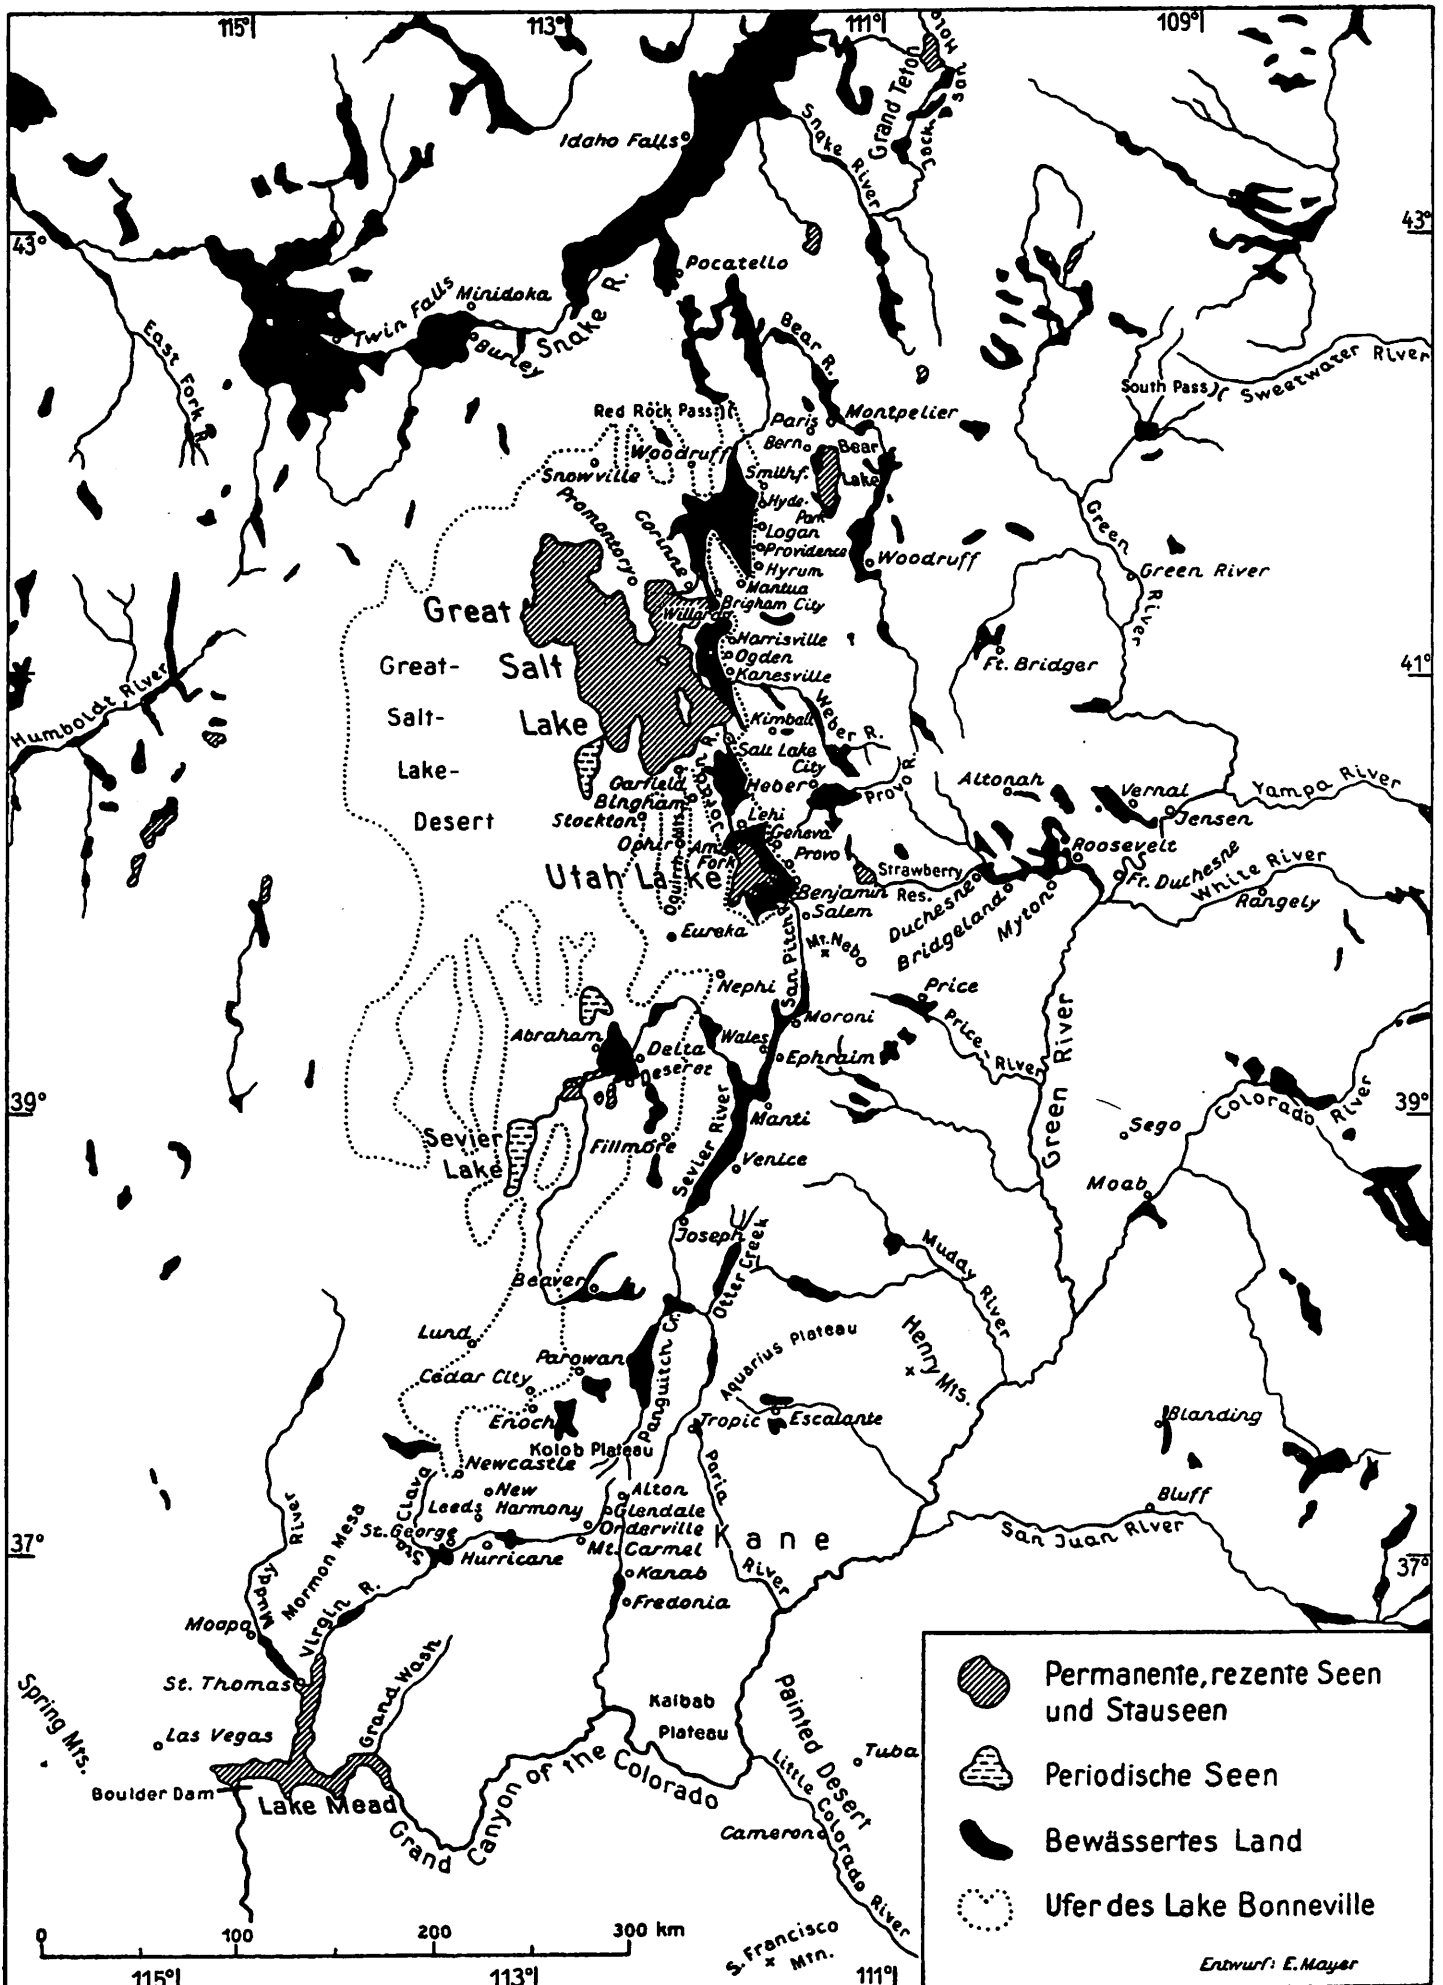 115°
113°
111°
109°
Jackson Hole
Grand Teton
Idaho Falls
Snake River
43°
43°
Pocatello
Minidoka
Twin Falls
Burley
Snake R.
East Fork R.
Bear R.
Sweetwater River
South Pass
Red Rock Pass
Paris
Montpelier
Bern
Bear
Lake
Woodruff
Snowville
Smithf.
Hyde
Park
Promontory
Corinne
Logan
Providence
Hyrum
Mantua
Brigham City
Willard
Woodruff
Green
River
Green River
Great
Salt
Lake
Great-
Salt-
Lake-
Desert
Harrisville
Ogden
Kanesville
Ft. Bridger
41°
Humboldt River
Kimball
Weber R.
Salt Lake
City
Jordan R.
Garfield
Bingham
Stockton
Ophir
Oquirrh Mts.
Heber
Provo R.
Altonah
Vernal
Jensen
Yampa River
Lehi
Geneva
Am.
Fork
Provo
Utah Lake
Strawberry
Res.
Roosevelt
Ft. Duchesne
White River
Rangely
Benjamin
Salem
Duchesne
Bridgeland
Myton
Eureka
San Pitch R.
Mt. Nebo
Nephi
Price
Price-River
Moroni
Abraham
Delta
Deseret
Wales
Ephraim
Green River
39°
39°
Colorado River
Sevier
Lake
Fillmore
Sevier River
Manti
Sego
Venice
Moab
Joseph
Otter Creek
Muddy River
Beaver
Lund
Parowan
Panguitch Cr.
Aquarius Plateau
Henry Mts.
Cedar City
Enoch
Tropic
Escalante
Blanding
Kolob Plateau
Newcastle
New
Harmony
Leeds
Sta. Clava
St. George
Hurricane
Alton
Glendale
Orderville
Mt. Carmel
Paria
River
Kane
Bluff
San Juan River
37°
37°
Muddy River
Mormon Mesa
Virgin R.
Kanab
Fredonia
Moapa
St. Thomas
Grand Wash
Spring Mts.
Las Vegas
Boulder Dam
Lake Mead
Kaibab
Plateau
Painted Desert
Tuba
Grand Canyon of the Colorado
Little Colorado River
Cameron
S. Francisco
Mtn.
0 100 200 300 km
115°
113°
111°
Permanente, rezente Seen
und Stauseen
Periodische Seen
Bewässertes Land
Ufer des Lake Bonneville
Entwurf: E. Mayer